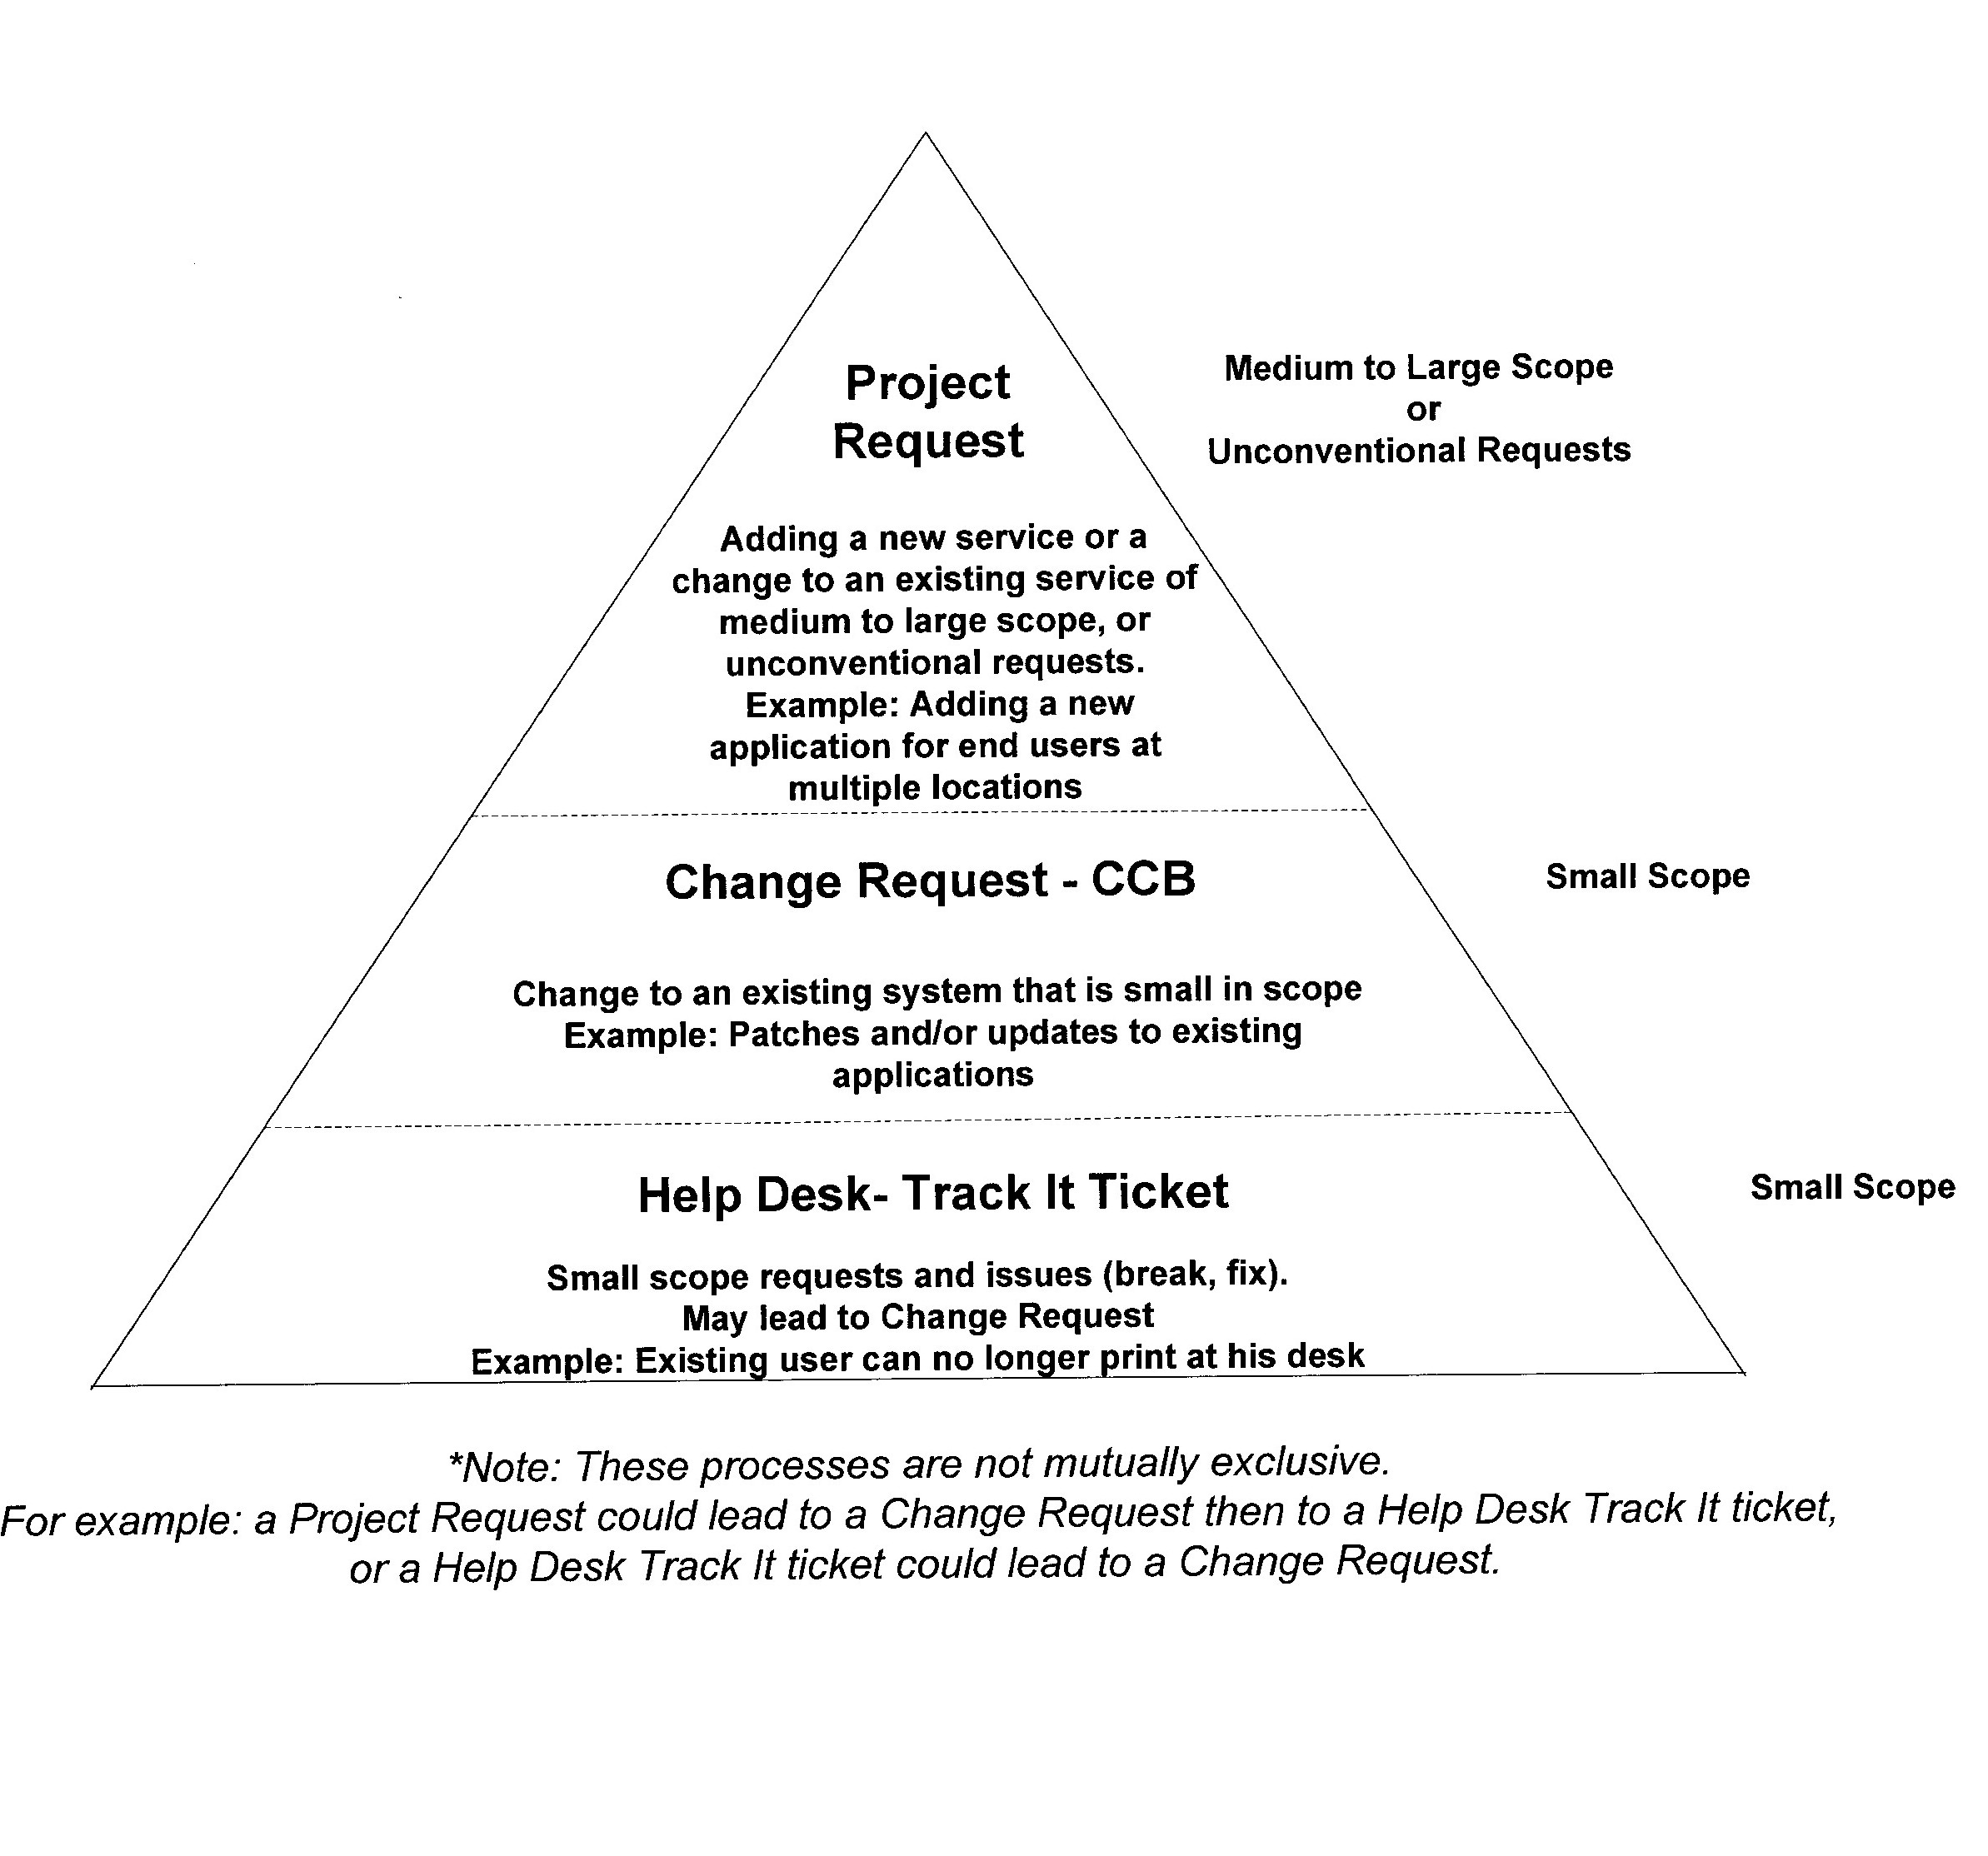 Project
Request
Medium to Large Scope
or
Unconventional Requests
Adding a new service or a
change to an existing service of
medium to large scope, or
unconventional requests.
Example: Adding a new
application for end users at
multiple locations
Change Request - CCB
Small Scope
Change to an existing system that is small in scope
Example: Patches and/or updates to existing
applications
Help Desk- Track It Ticket
Small Scope
Small scope requests and issues (break, fix).
May lead to Change Request
Example: Existing user can no longer print at his desk
*Note: These processes are not mutually exclusive.
For example: a Project Request could lead to a Change Request then to a Help Desk Track It ticket,
or a Help Desk Track It ticket could lead to a Change Request.